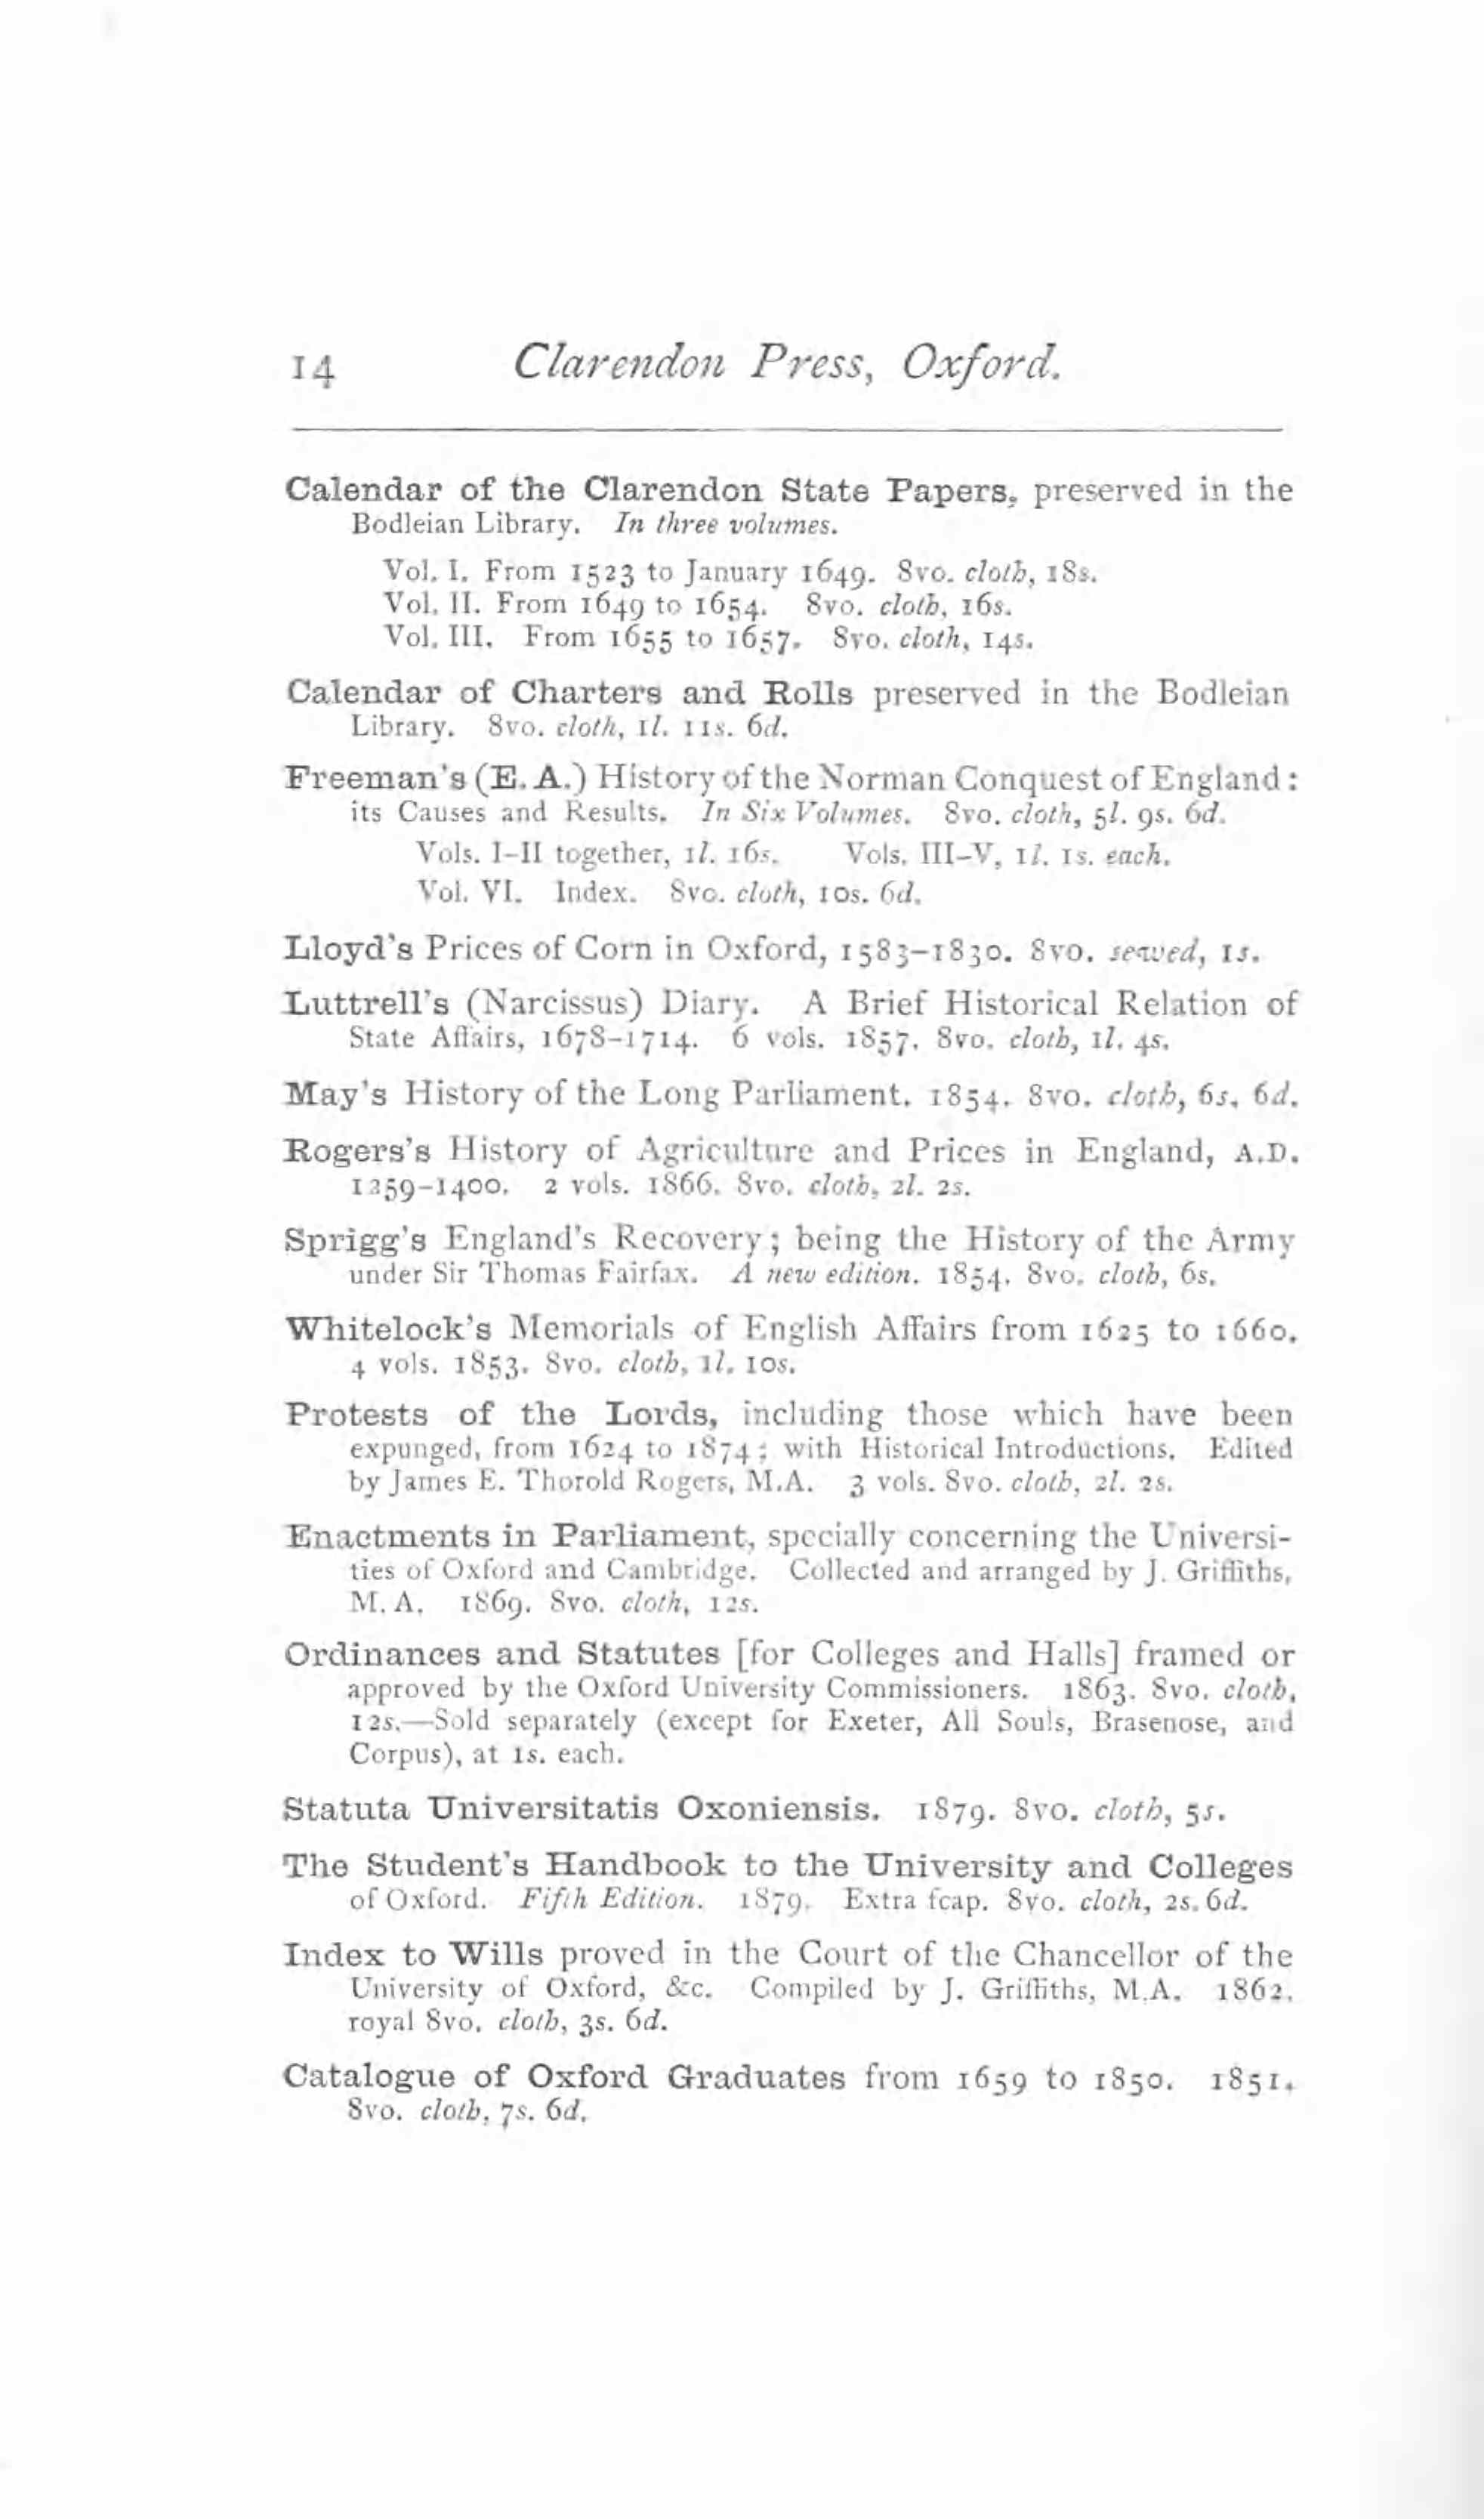 14 Clarendon Press, Oxford.
Calendar of the Clarendon State Papers, preserved in the
Bodleian Library. In three volumes.
Vol. I. From 1523 to January 1649. 8vo. cloth, 18s.
Vol. II. From 1649 to 1654. 8vo. cloth, 16s.
Vol. III. From 1655 to 1657. 8vo. cloth, 14s.
Calendar of Charters and Rolls preserved in the Bodleian
Library. 8vo. cloth, 1l. 11s. 6d.
Freeman's (E. A.) History of the Norman Conquest of England:
its Causes and Results. In Six Volumes. 8vo. cloth, 5l. 9s. 6d.
Vols. I-II together, 1l. 16s. Vols. III-V, 1l. 1s. each.
Vol. VI. Index. 8vo. cloth, 10s. 6d.
Lloyd's Prices of Corn in Oxford, 1583-1830. 8vo. sewed, 1s.
Luttrell's (Narcissus) Diary. A Brief Historical Relation of
State Affairs, 1678-1714. 6 vols. 1857. 8vo. cloth, 1l. 4s.
May's History of the Long Parliament. 1854. 8vo. cloth, 6s. 6d.
Rogers's History of Agriculture and Prices in England, A.D.
1259-1400. 2 vols. 1866. 8vo. cloth, 2l. 2s.
Sprigg's England's Recovery; being the History of the Army
under Sir Thomas Fairfax. A new edition. 1854. 8vo. cloth, 6s.
Whitelock's Memorials of English Affairs from 1625 to 1660.
4 vols. 1853. 8vo. cloth, 1l. 10s.
Protests of the Lords, including those which have been
expunged, from 1624 to 1874; with Historical Introductions. Edited
by James E. Thorold Rogers, M.A. 3 vols. 8vo. cloth, 2l. 2s.
Enactments in Parliament, specially concerning the Universi-
ties of Oxford and Cambridge. Collected and arranged by J. Griffiths,
M. A. 1869. 8vo. cloth, 12s.
Ordinances and Statutes [for Colleges and Halls] framed or
approved by the Oxford University Commissioners. 1863. 8vo. cloth,
12s.—Sold separately (except for Exeter, All Souls, Brasenose, and
Corpus), at 1s. each.
Statuta Universitatis Oxoniensis. 1879. 8vo. cloth, 5s.
The Student's Handbook to the University and Colleges
of Oxford. Fifth Edition. 1879. Extra fcap. 8vo. cloth, 2s. 6d.
Index to Wills proved in the Court of the Chancellor of the
University of Oxford, &c. Compiled by J. Griffiths, M.A. 1862.
royal 8vo. cloth, 3s. 6d.
Catalogue of Oxford Graduates from 1659 to 1850. 1851.
8vo. cloth, 7s. 6d.